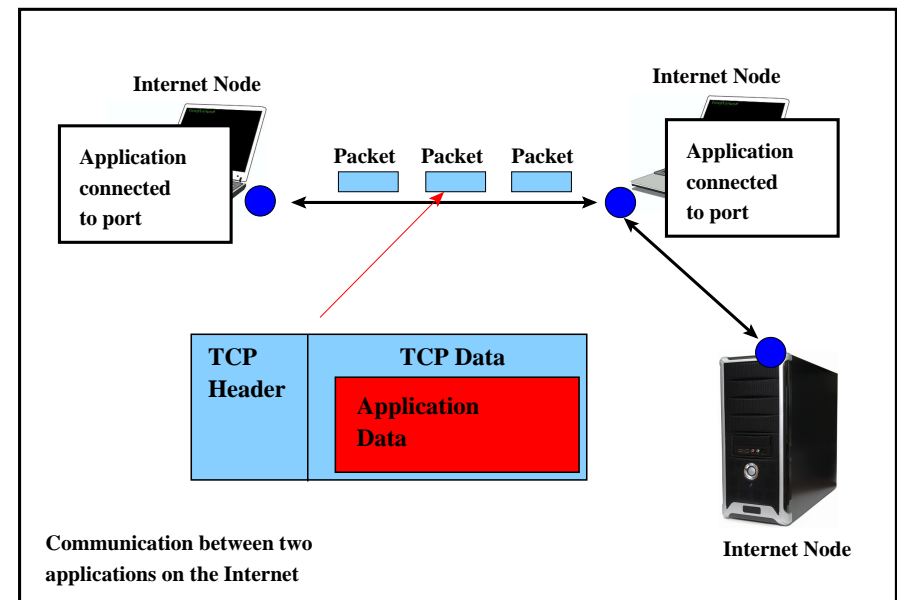 Internet Node
Internet Node
Application
connected
to port
Packet Packet Packet
Application
connected
to port
TCP
Header
TCP Data
Application
Data
Internet Node
Communication between two
applications on the Internet